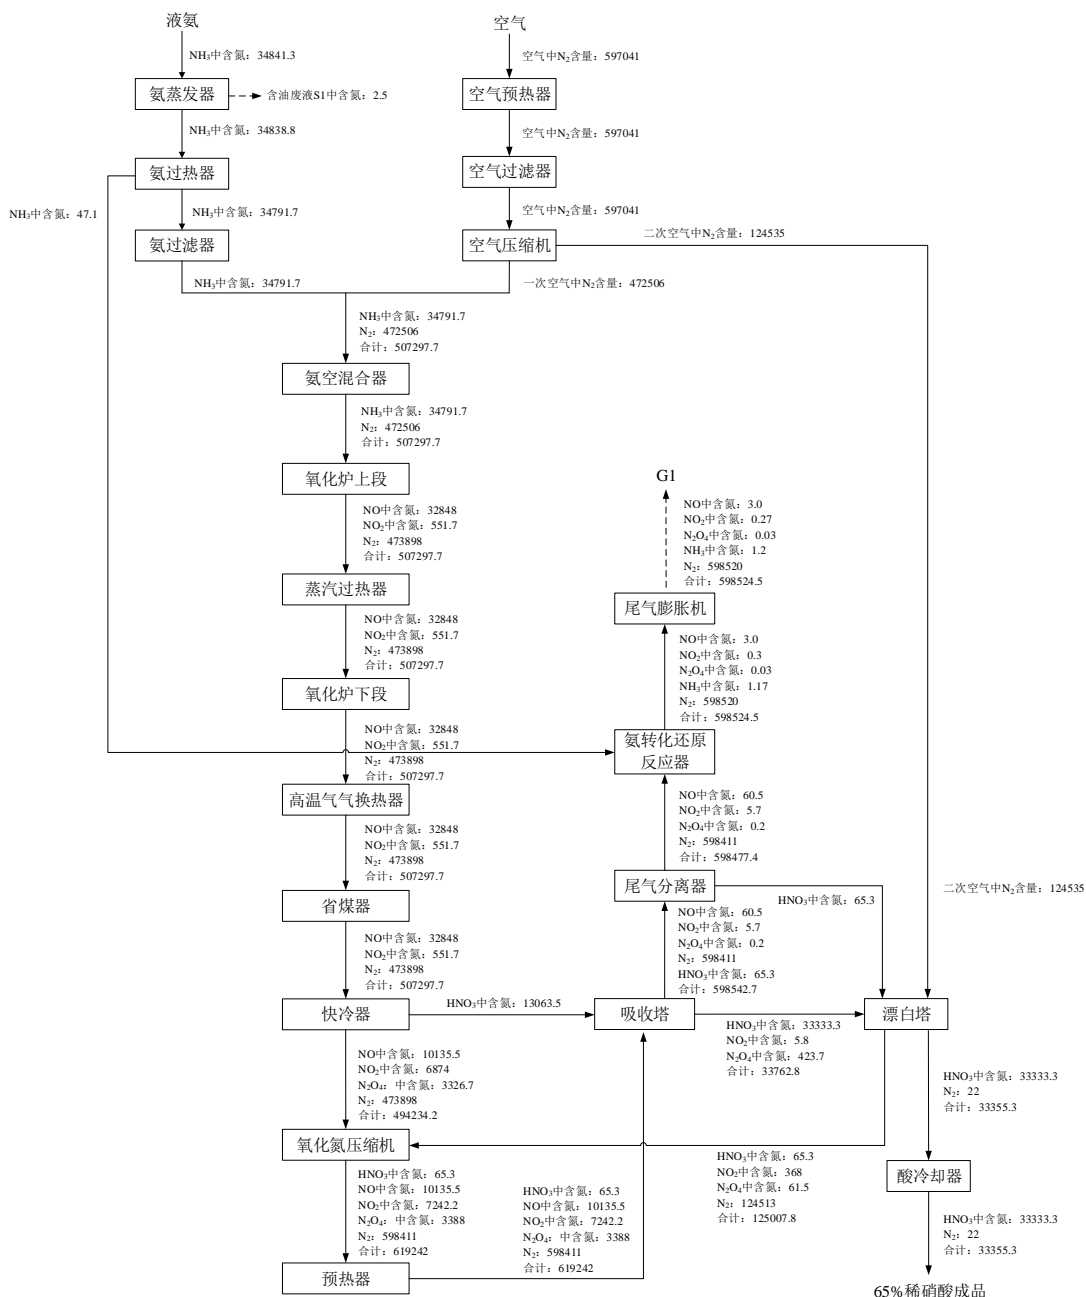 液氨
空气
NH₃中含氮：34841.3
空气中N₂含量：597041
氨蒸发器
含油废液S1中含氮：2.5
空气预热器
NH₃中含氮：34838.8
空气中N₂含量：597041
氨过热器
空气过滤器
NH₃中含氮：47.1
NH₃中含氮：34791.7
空气中N₂含量：597041
氨过滤器
空气压缩机
二次空气中N₂含量：124535
NH₃中含氮：34791.7
一次空气中N₂含量：472506
NH₃中含氮：34791.7
N₂：472506
合计：507297.7
氨空混合器
NH₃中含氮：34791.7
N₂：472506
合计：507297.7
氧化炉上段
NO中含氮：32848
NO₂中含氮：551.7
N₂：473898
合计：507297.7
蒸汽过热器
NO中含氮：32848
NO₂中含氮：551.7
N₂：473898
合计：507297.7
氧化炉下段
NO中含氮：32848
NO₂中含氮：551.7
N₂：473898
合计：507297.7
高温气气换热器
NO中含氮：32848
NO₂中含氮：551.7
N₂：473898
合计：507297.7
省煤器
NO中含氮：32848
NO₂中含氮：551.7
N₂：473898
合计：507297.7
快冷器
HNO₃中含氮：13063.5
NO中含氮：10135.5
NO₂中含氮：6874
N₂O₄：中含氮：3326.7
N₂：473898
合计：494234.2
氧化氮压缩机
HNO₃中含氮：65.3
NO中含氮：10135.5
NO₂中含氮：7242.2
N₂O₄：中含氮：3388
N₂：598411
合计：619242
预热器
HNO₃中含氮：65.3
NO中含氮：10135.5
NO₂中含氮：7242.2
N₂O₄：中含氮：3388
N₂：598411
合计：619242
G1
NO中含氮：3.0
NO₂中含氮：0.27
N₂O₄中含氮：0.03
NH₃中含氮：1.2
N₂：598520
合计：598524.5
尾气膨胀机
NO中含氮：3.0
NO₂中含氮：0.3
N₂O₄中含氮：0.03
NH₃中含氮：1.17
N₂：598520
合计：598524.5
氨转化还原
反应器
NO中含氮：60.5
NO₂中含氮：5.7
N₂O₄中含氮：0.2
N₂：598411
合计：598477.4
尾气分离器
HNO₃中含氮：65.3
NO中含氮：60.5
NO₂中含氮：5.7
N₂O₄中含氮：0.2
N₂：598411
HNO₃中含氮：65.3
合计：598542.7
二次空气中N₂含量：124535
吸收塔
HNO₃中含氮：33333.3
NO₂中含氮：5.8
N₂O₄中含氮：423.7
合计：33762.8
漂白塔
HNO₃中含氮：33333.3
N₂：22
合计：33355.3
HNO₃中含氮：65.3
NO₂中含氮：368
N₂O₄中含氮：61.5
N₂：124513
合计：125007.8
酸冷却器
HNO₃中含氮：33333.3
N₂：22
合计：33355.3
65%稀硝酸成品